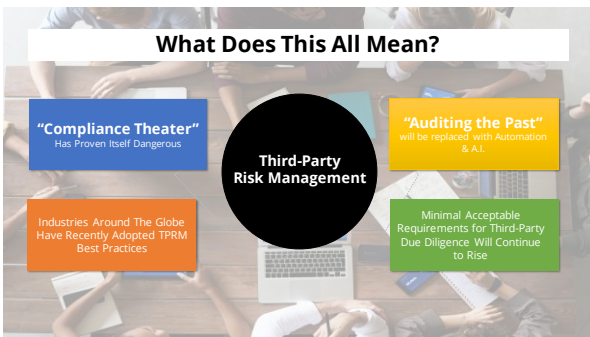 What Does This All Mean?
“Compliance Theater”
Has Proven Itself Dangerous
“Auditing the Past”
will be replaced with Automation
& A.I.
Third-Party
Risk Management
Industries Around The Globe
Have Recently Adopted TPRM
Best Practices
Minimal Acceptable
Requirements for Third-Party
Due Diligence Will Continue
to Rise